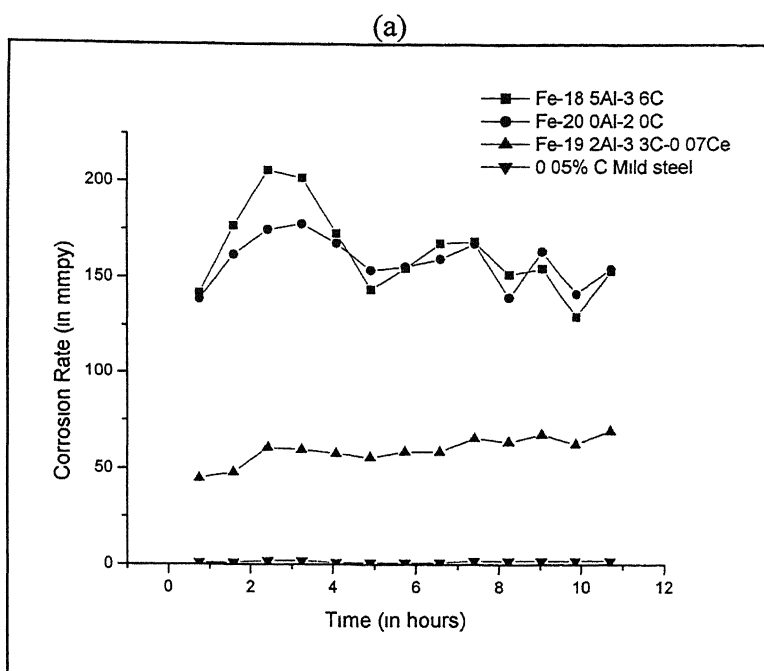 (a)
Fe-18 5Al-3 6C
Fe-20 0Al-2 0C
Fe-19 2Al-3 3C-0 07Ce
0 05% C Mild steel
200
150
100
50
0
Corrosion Rate (in mmpy)
0 2 4 6 8 10 12
Time (in hours)